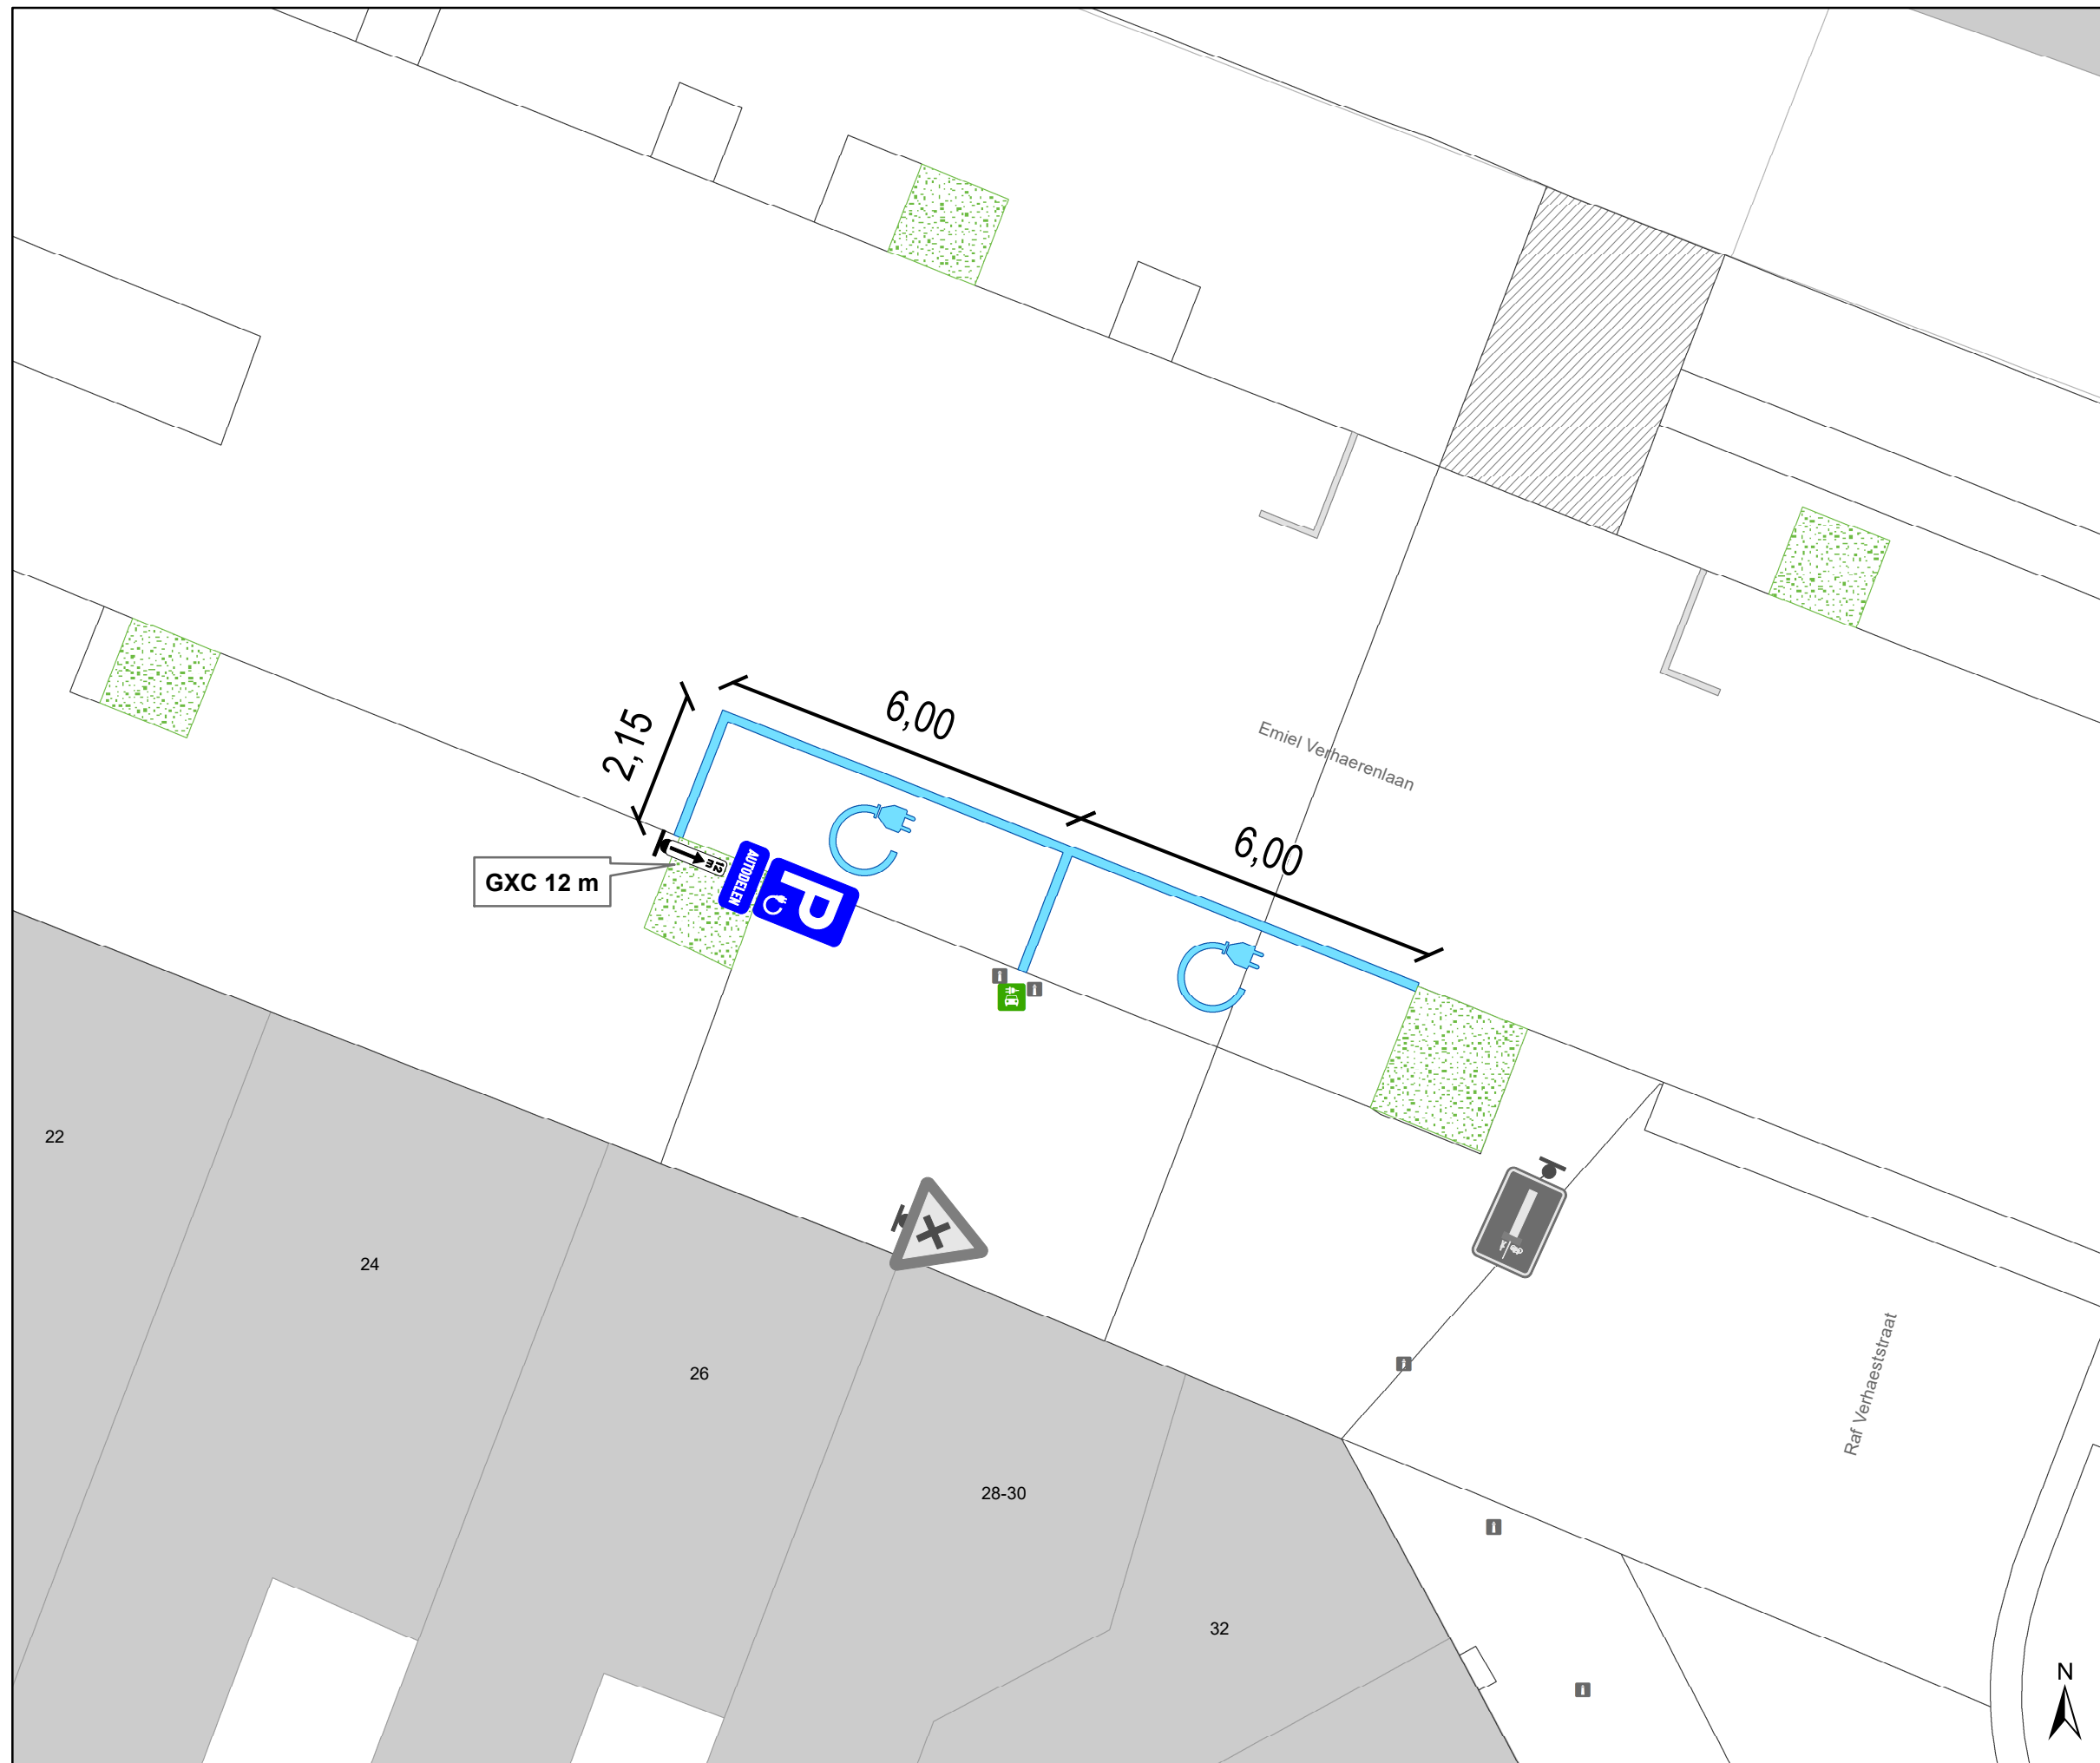 6,00
2,15
Emiel Verhaerenlaan
6,00
12 m
AUTODELEN
P
GXC 12 m
22
24
26
28-30
32
Raf Verhaeststraat
N